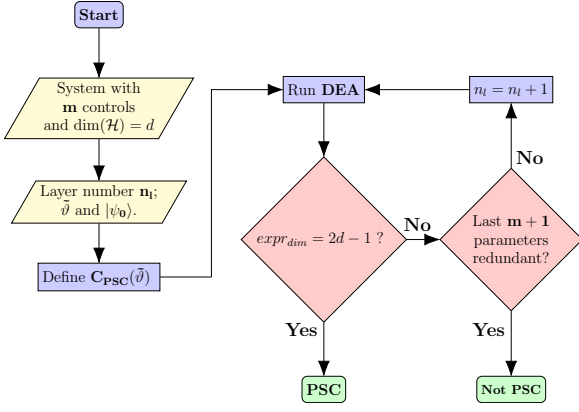 Start
System with
m controls
and dim(ℋ) = d
Layer number n_l;
ϑ̃ and |ψ₀⟩.
Define C_PSC(ϑ̃)
Run DEA
expr_dim = 2d − 1 ?
Yes
PSC
No
Last m + 1
parameters
redundant?
No
n_l = n_l + 1
Yes
Not PSC